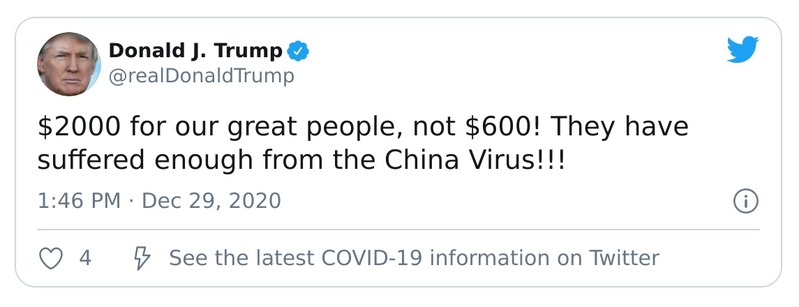 Donald J. Trump
@realDonaldTrump
$2000 for our great people, not $600! They have
suffered enough from the China Virus!!!
1:46 PM · Dec 29, 2020
4
See the latest COVID-19 information on Twitter